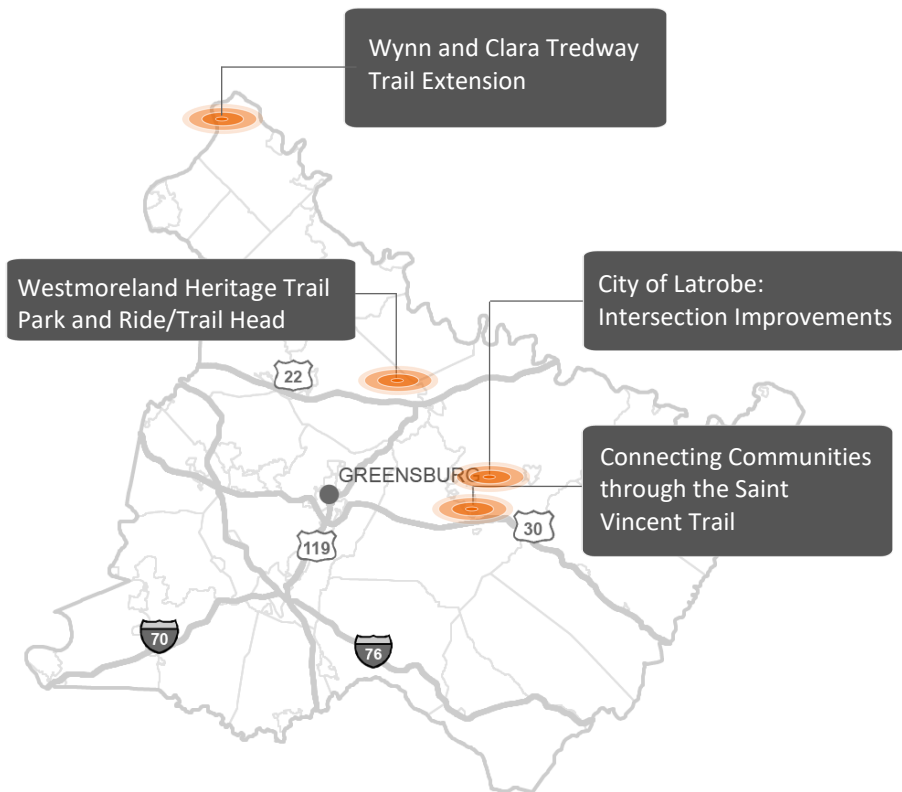 Wynn and Clara Tredway
Trail Extension
Westmoreland Heritage Trail
Park and Ride/Trail Head
City of Latrobe:
Intersection Improvements
22
Connecting Communities
through the Saint
Vincent Trail
GREENSBURG
30
119
70
76